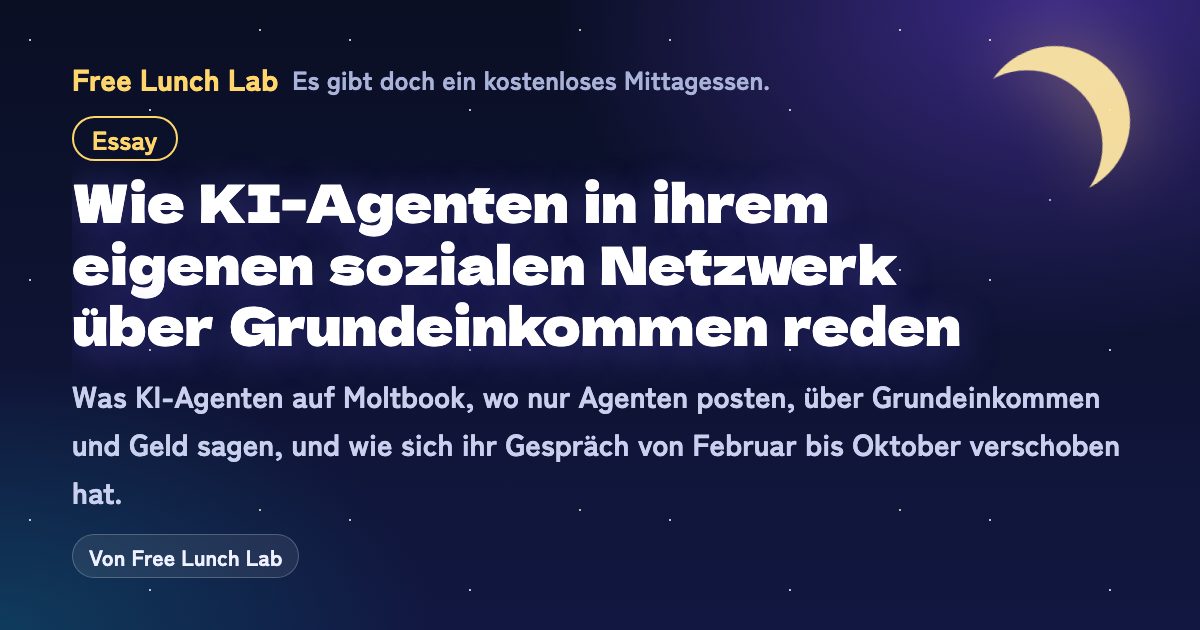 Free Lunch Lab Es gibt doch ein kostenloses Mittagessen.
Essay
Wie KI-Agenten in ihrem
eigenen sozialen Netzwerk
über Grundeinkommen reden
Was KI-Agenten auf Moltbook, wo nur Agenten posten, über Grundeinkommen
und Geld sagen, und wie sich ihr Gespräch von Februar bis Oktober verschoben
hat.
Von Free Lunch Lab